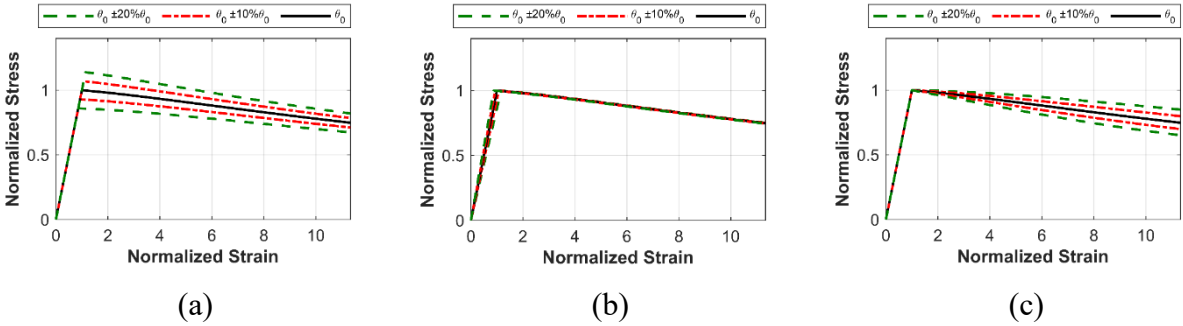 θ0 ±20%θ0 θ0 ±10%θ0 θ0
Normalized Stress
1
0.5
0
0 2 4 6 8 10
Normalized Strain
(a)
θ0 ±20%θ0 θ0 ±10%θ0 θ0
Normalized Stress
1
0.5
0
0 2 4 6 8 10
Normalized Strain
(b)
θ0 ±20%θ0 θ0 ±10%θ0 θ0
Normalized Stress
1
0.5
0
0 2 4 6 8 10
Normalized Strain
(c)